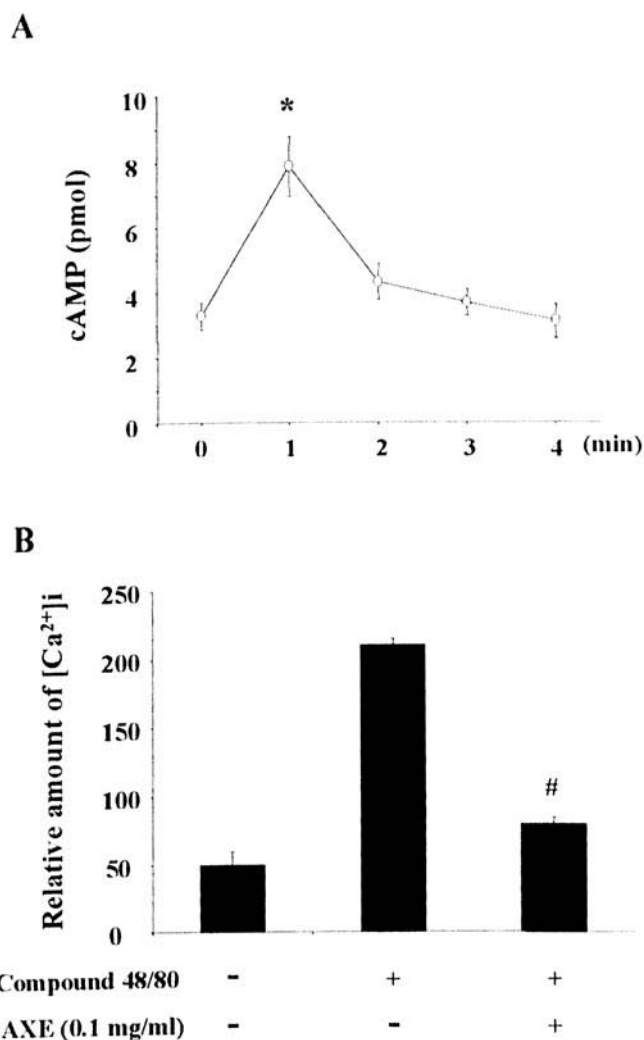 A
10
*
8
6
4
2
0
cAMP (pmol)
0 1 2 3 4 (min)
B
250
200
150
100
50
0
Relative amount of [Ca²⁺]i
#
Compound 48/80 - + +
AXE (0.1 mg/ml) - - +